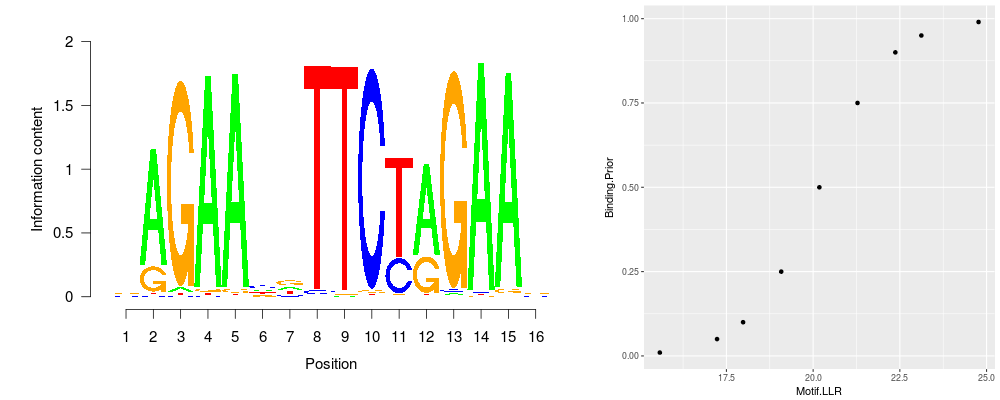 2
1.5
1
0.5
0
Information content
A G A A T T C T A G A A
G G C G
1 2 3 4 5 6 7 8 9 10 11 12 13 14 15 16
Position
1.00
0.75
0.50
0.25
0.00
Binding.Prior
17.5 20.0 22.5 25.0
Motif.LLR